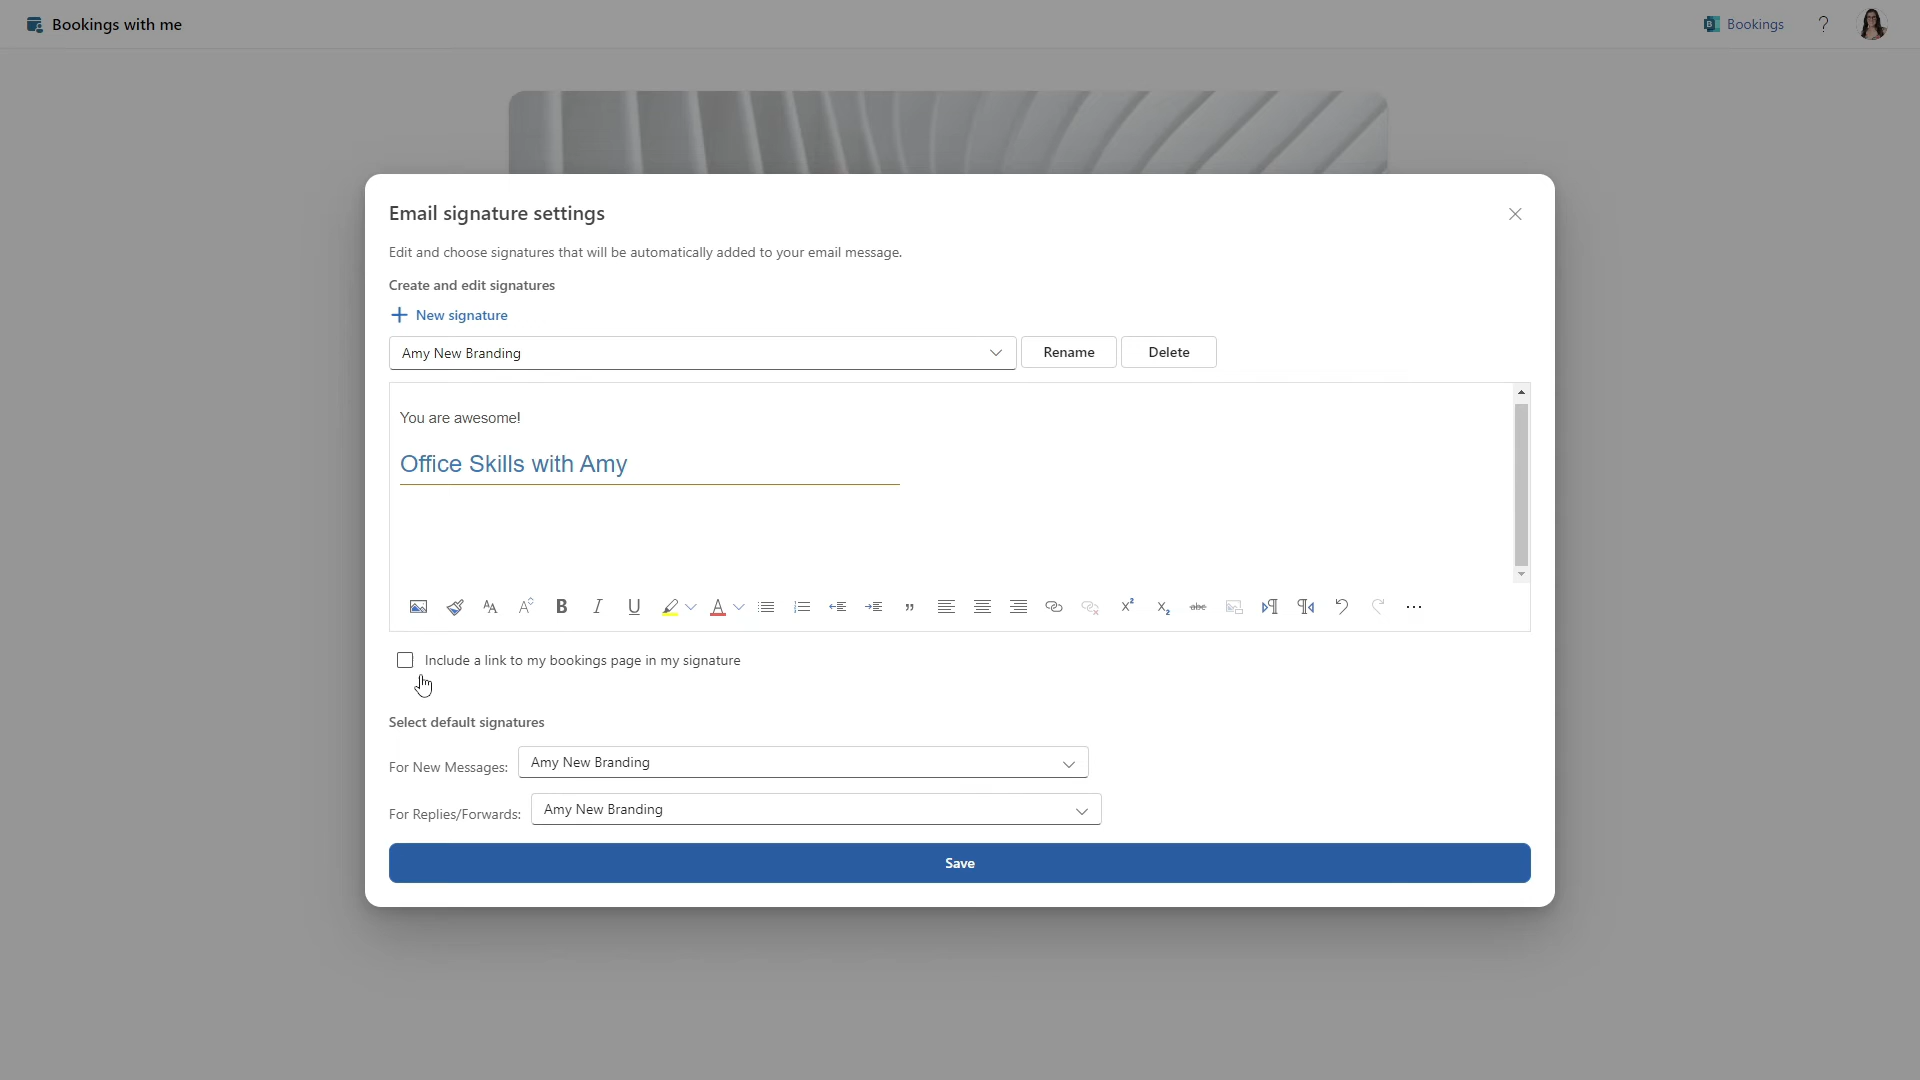 Bookings with me
Bookings ?
Email signature settings
Edit and choose signatures that will be automatically added to your email message.
Create and edit signatures
New signature
Amy New Branding
Rename
Delete
You are awesome!
Office Skills with Amy
Include a link to my bookings page in my signature
Select default signatures
For New Messages: Amy New Branding
For Replies/Forwards: Amy New Branding
Save